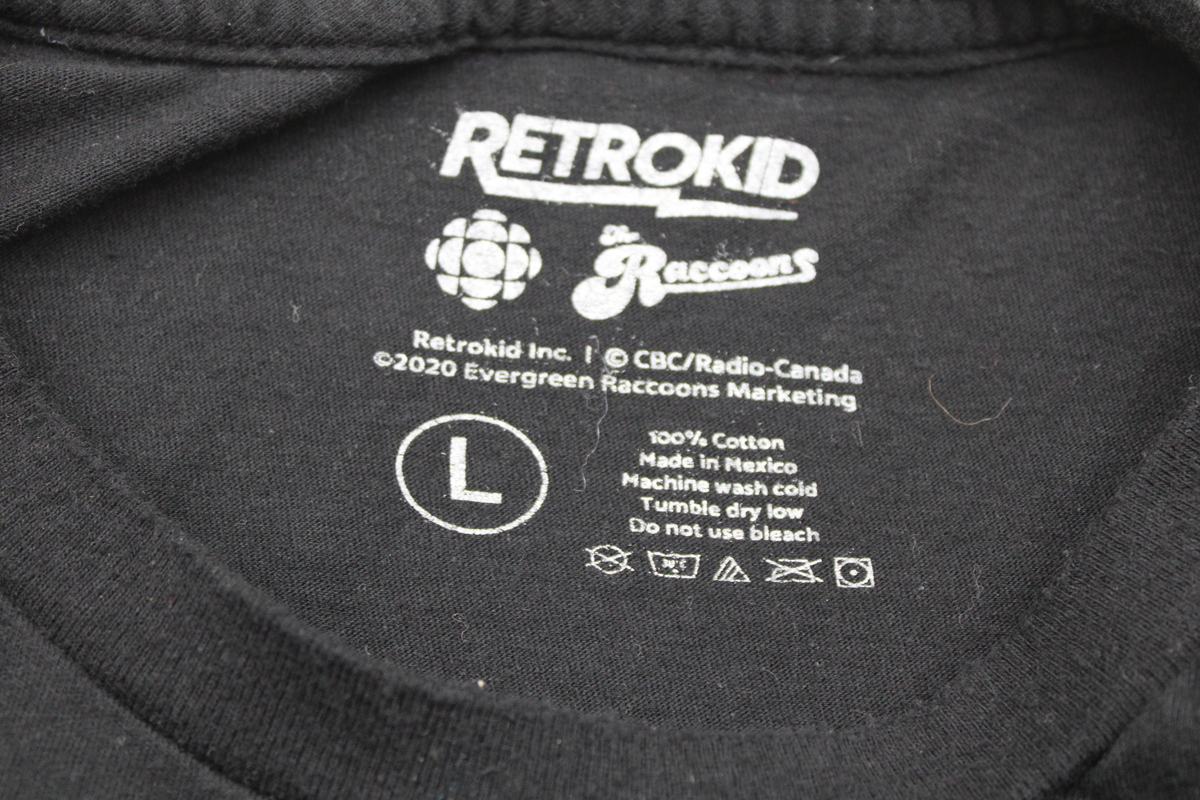 RETROKID
The
Raccoons
Retrokid Inc. | © CBC/Radio-Canada
©2020 Evergreen Raccoons Marketing
L
100% Cotton
Made in Mexico
Machine wash cold
Tumble dry low
Do not use bleach
30°C